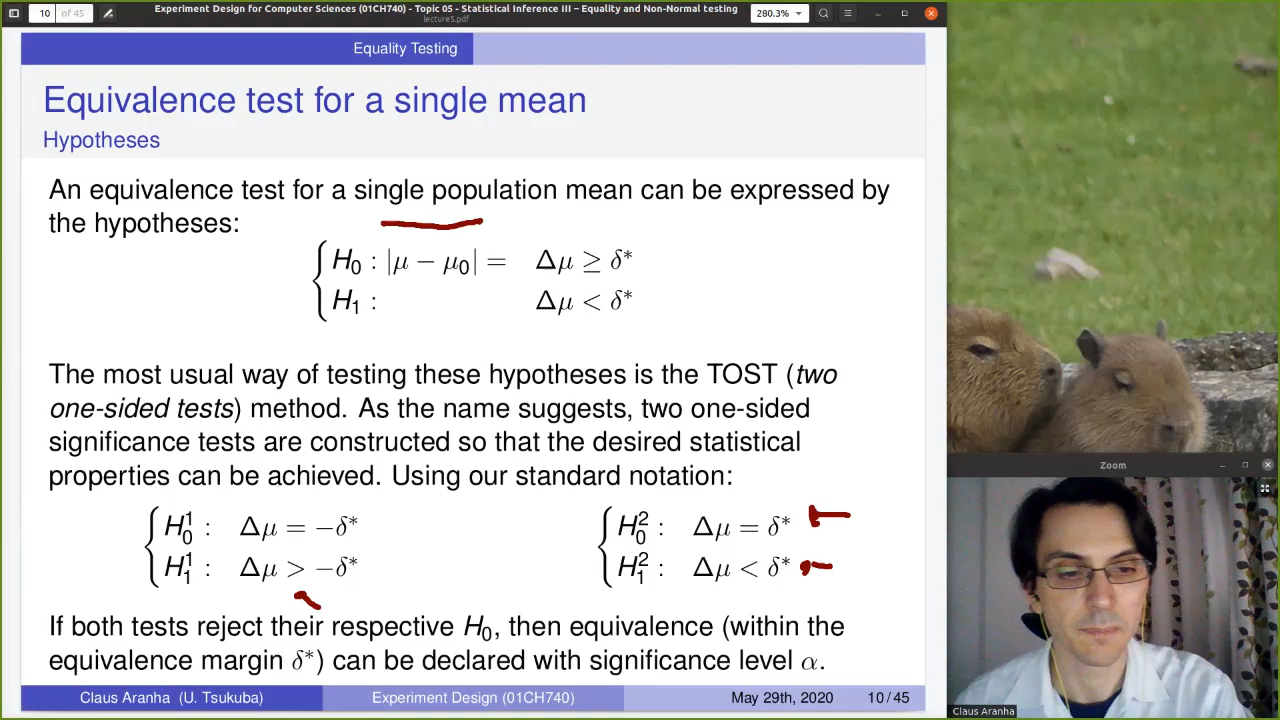 10 of 45
Experiment Design for Computer Sciences (01CH740) - Topic 05 - Statistical Inference III – Equality and Non-Normal testing
lecture5.pdf
280.3%
Equality Testing
Equivalence test for a single mean
Hypotheses
An equivalence test for a single population mean can be expressed by
the hypotheses:
H₀ : |μ − μ₀| = Δμ ≥ δ*
H₁ : Δμ < δ*
The most usual way of testing these hypotheses is the TOST (two
one-sided tests) method. As the name suggests, two one-sided
significance tests are constructed so that the desired statistical
properties can be achieved. Using our standard notation:
H₀¹ : Δμ = −δ*
H₁¹ : Δμ > −δ*
H₀² : Δμ = δ*
H₁² : Δμ < δ*
If both tests reject their respective H₀, then equivalence (within the
equivalence margin δ*) can be declared with significance level α.
Claus Aranha (U. Tsukuba) Experiment Design (01CH740) May 29th, 2020 10 / 45
Zoom
Claus Aranha